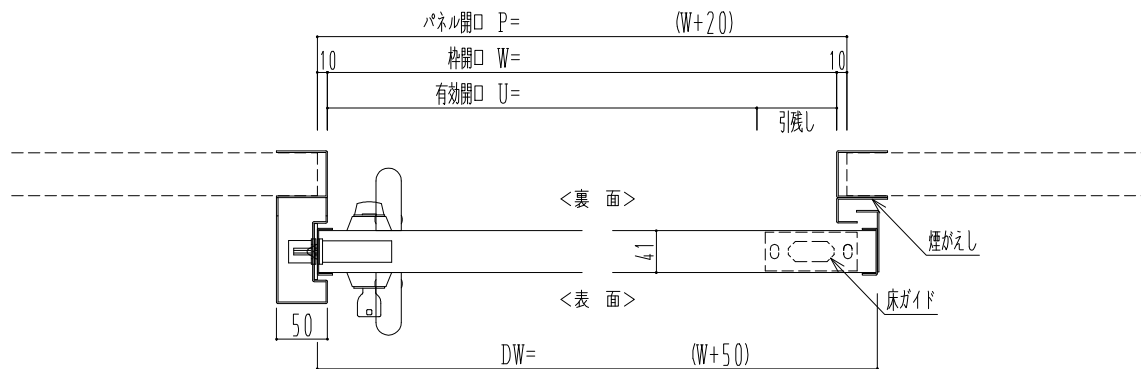 パネル開口 P= (W+20)
10 枠開口 W= 10
有効開口 U=
引残し
<裏 面>
煙がえし
41
<表 面>
床ガイド
50
DW= (W+50)